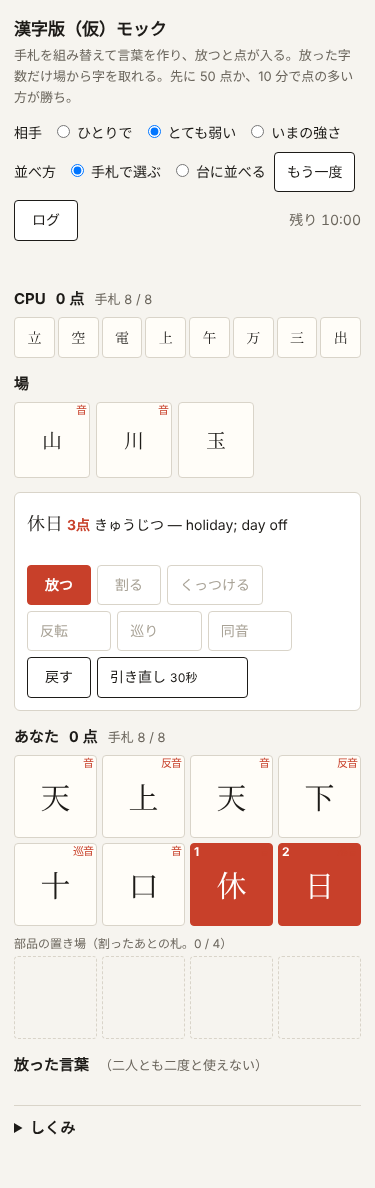 漢字版（仮）モック
手札を組み替えて言葉を作り、放つと点が入る。放った字
数だけ場から字を取れる。先に 50 点か、10 分で点の多い
方が勝ち。
相手 ひとりで とても弱い いまの強さ
並べ方 手札で選ぶ 台に並べる もう一度
ログ 残り 10:00
CPU 0 点 手札 8 / 8
立 空 電 上 午 万 三 出
場
音 音
山 川 玉
休日 3点 きゅうじつ — holiday; day off
放つ 割る くっつける
反転 巡り 同音
戻す 引き直し 30秒
あなた 0 点 手札 8 / 8
音 反音 音 反音
天 上 天 下
巡音 音 1 2
十 口 休 日
部品の置き場（割ったあとの札。0 / 4）
放った言葉 （二人とも二度と使えない）
▶ しくみ